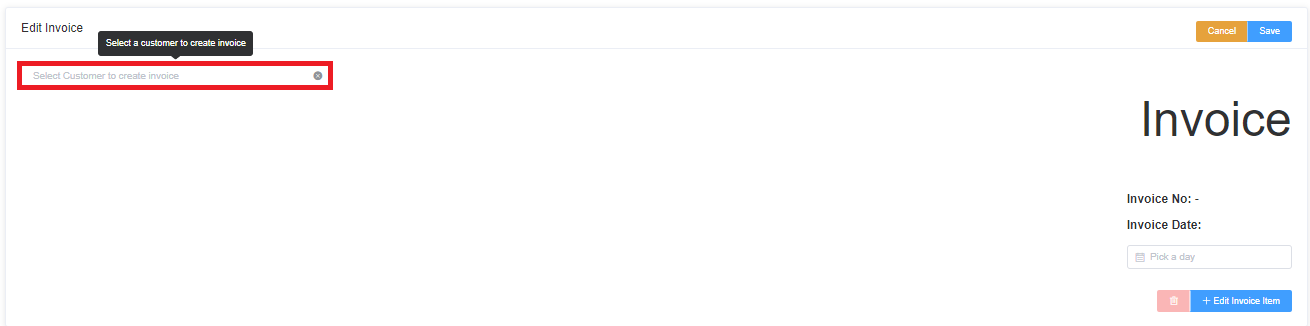 Edit Invoice
Cancel
Save
Select a customer to create invoice
Select Customer to create invoice
Invoice
Invoice No: -
Invoice Date:
Pick a day
+ Edit Invoice Item